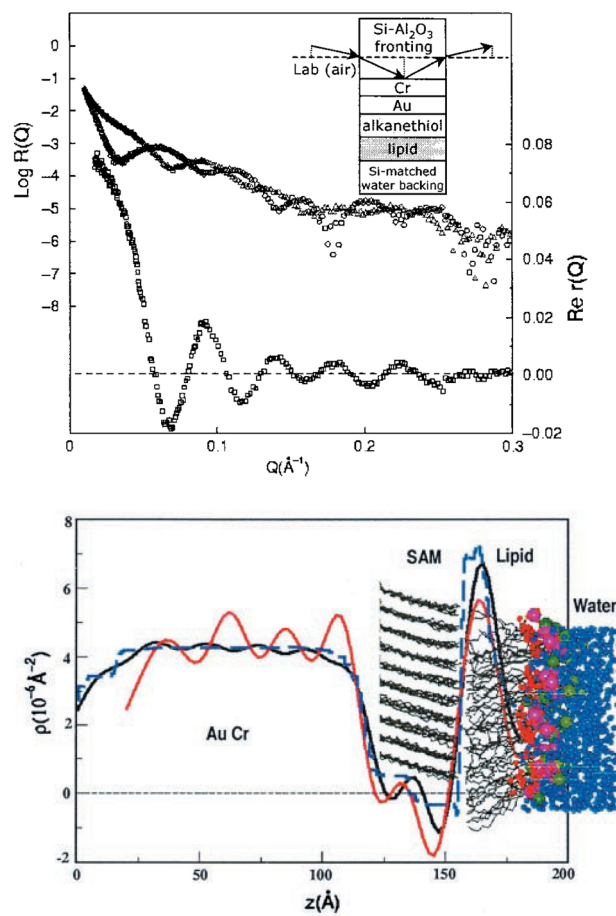 0
−1
−2
−3
−4
−5
−6
−7
−8
Log R(Q)
Si-Al₂O₃
fronting
Lab (air)
Cr
Au
alkanethiol
lipid
Si-matched
water backing
0.08
0.06
0.04
0.02
0.00
−0.02
Re r(Q)
0
0.1
0.2
0.3
Q(Å⁻¹)
8
6
4
2
0
-2
ρ(10⁻⁶Å⁻²)
SAM
Lipid
Water
Au Cr
0
50
100
150
200
z(Å)